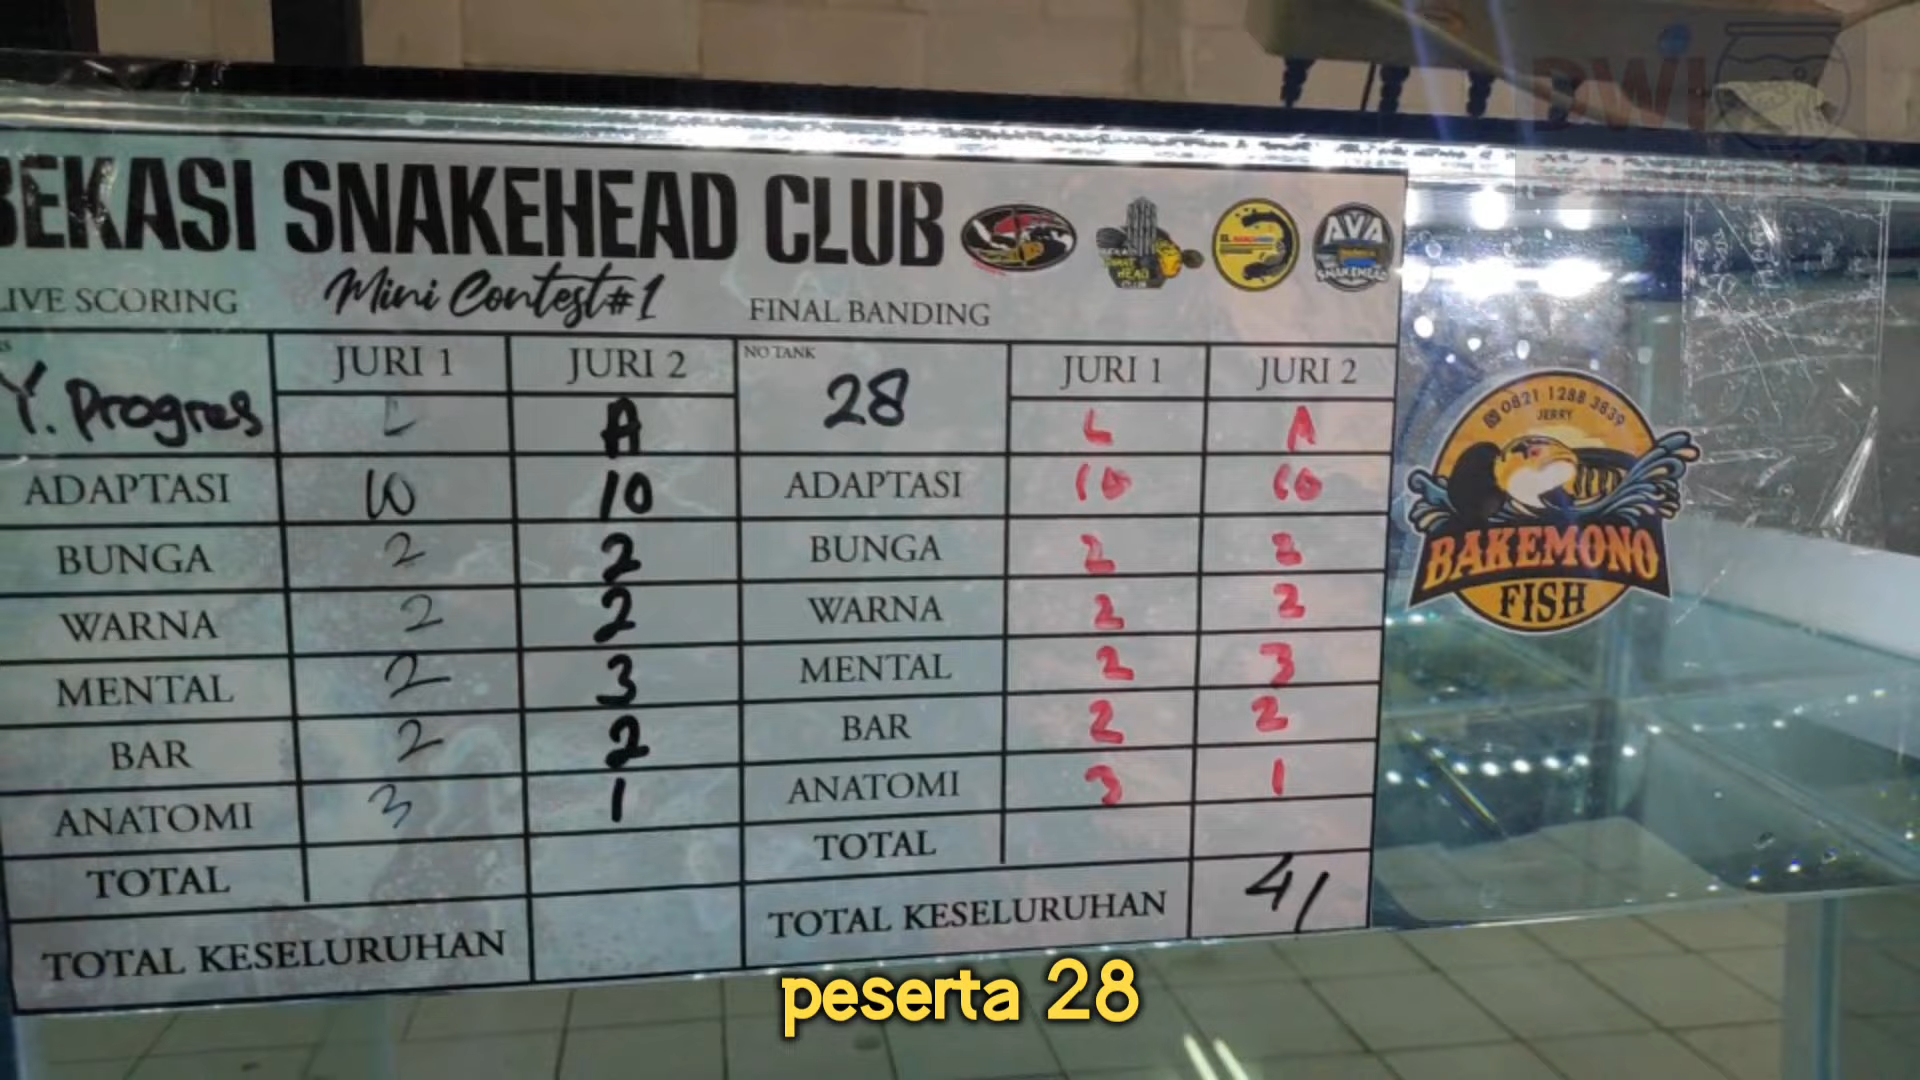 BEKASI SNAKEHEAD CLUB
LIVE SCORING Mini Contest#1 FINAL BANDING
JURI 1 JURI 2 NO TANK JURI 1 JURI 2
Y. Progres L A 28 L A
ADAPTASI 10 10 ADAPTASI 10 10
BUNGA 2 2 BUNGA 2 2
WARNA 2 2 WARNA 2 2
MENTAL 2 3 MENTAL 2 3
BAR 2 2 BAR 2 2
ANATOMI 3 1 ANATOMI 3 1
TOTAL TOTAL
TOTAL KESELURUHAN TOTAL KESELURUHAN 41
AVA
SNAKEHEAD
0821 1288 3839
JERRY
BAKEMONO
FISH
DWI
peserta 28